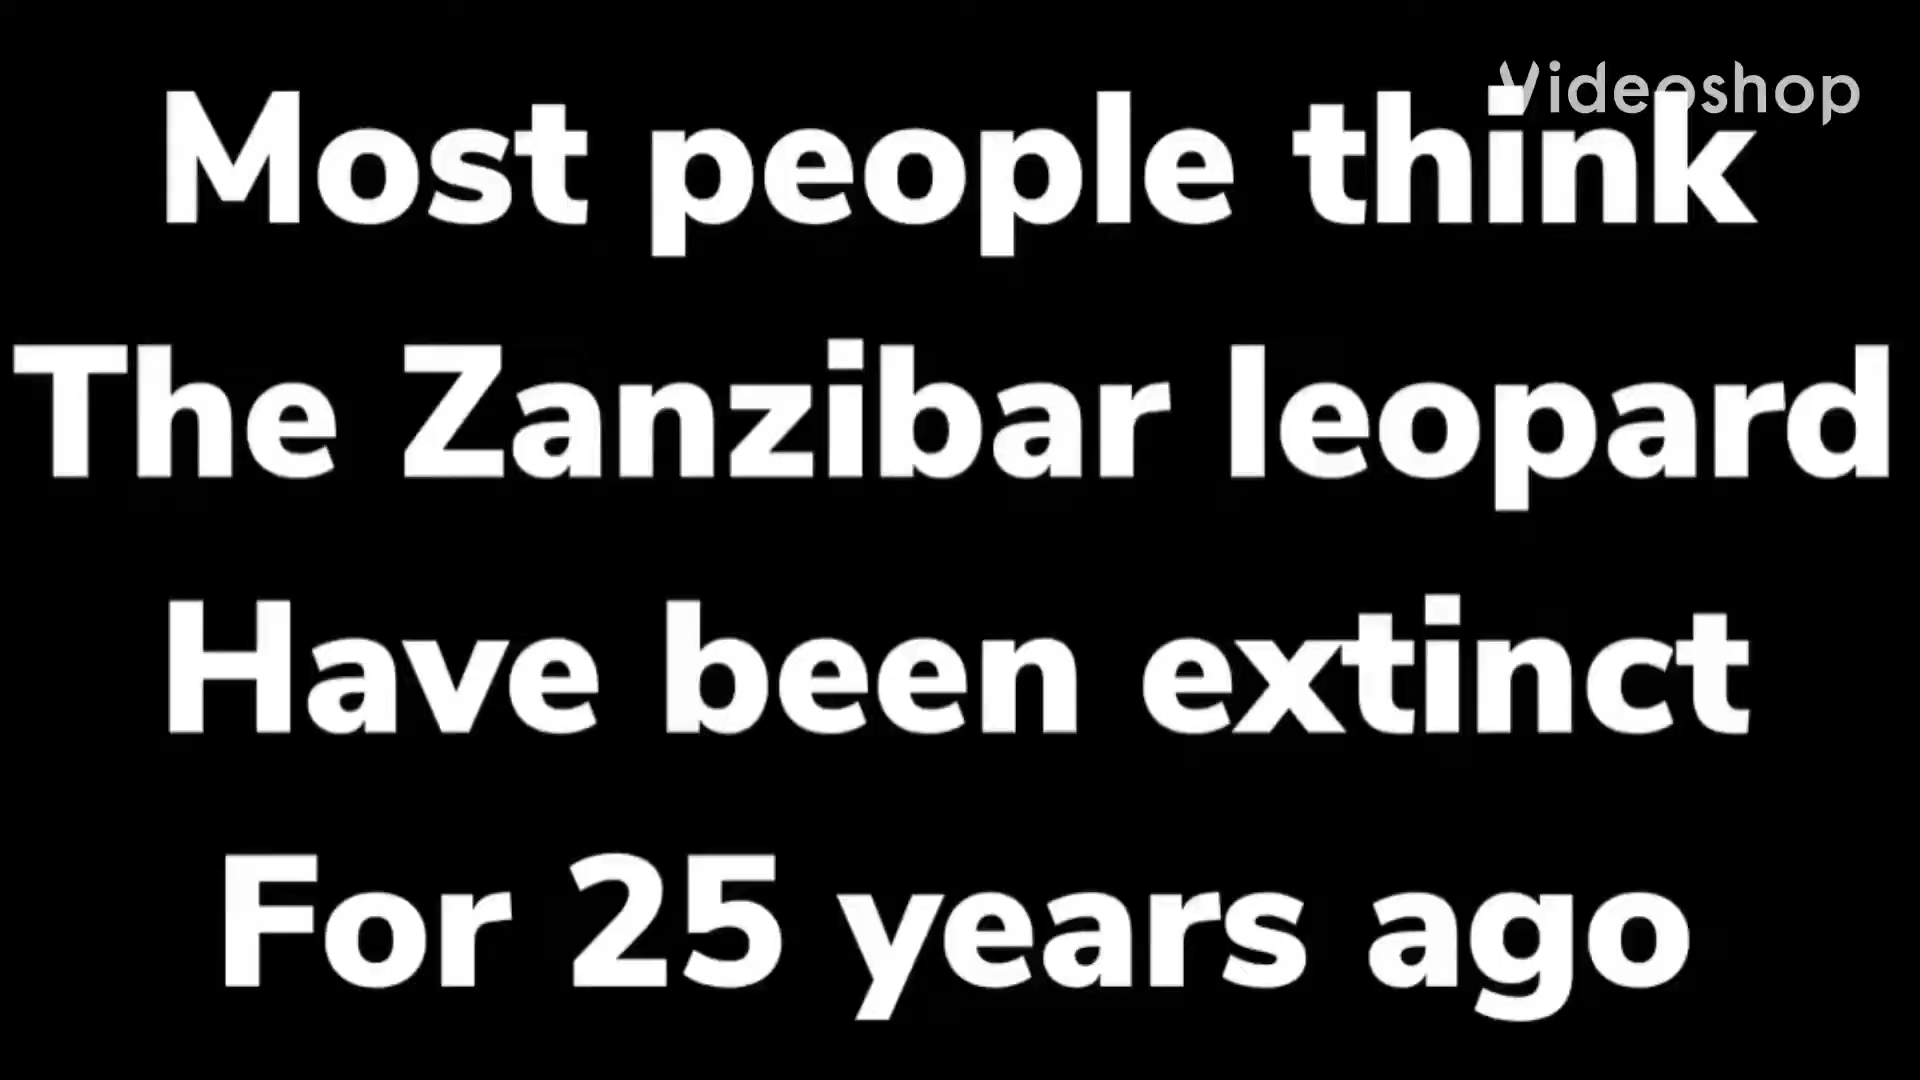 Videoshop
Most people think
The Zanzibar leopard
Have been extinct
For 25 years ago